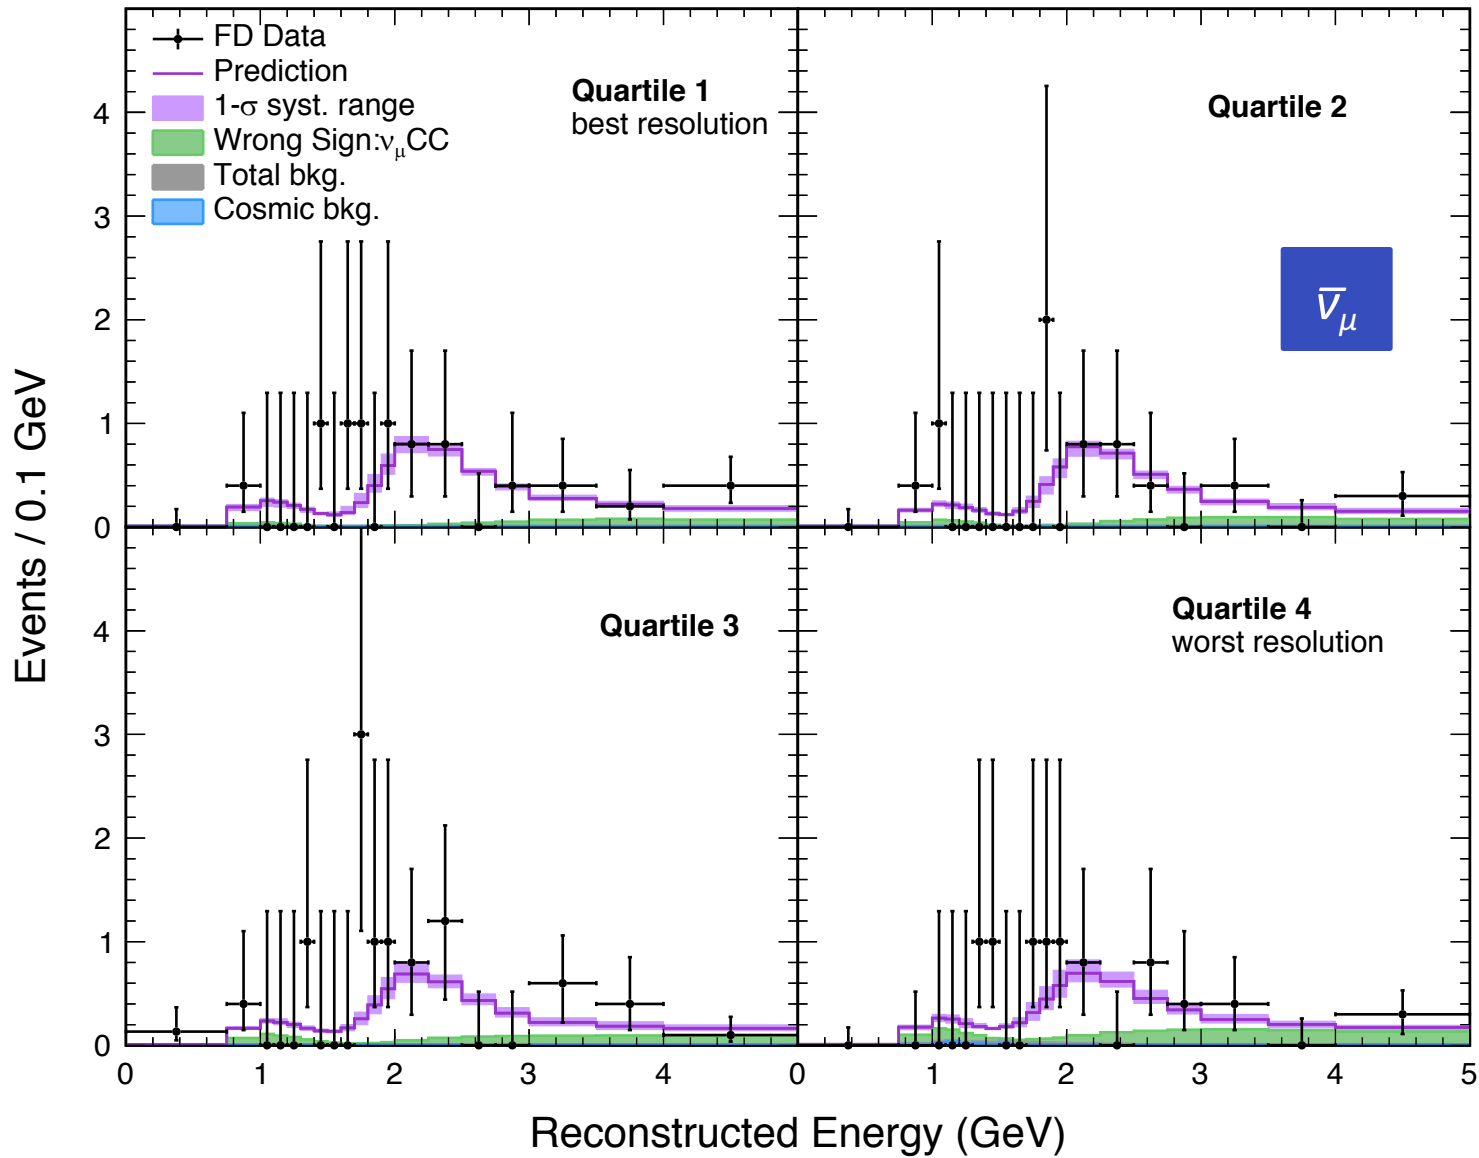 FD Data
Prediction
1-σ syst. range
Wrong Sign:νμCC
Total bkg.
Cosmic bkg.
Quartile 1
best resolution
Quartile 2
ν̅μ
Quartile 3
Quartile 4
worst resolution
4
3
2
1
0
4
3
2
1
0
0 1 2 3 4 0 1 2 3 4 5
Events / 0.1 GeV
Reconstructed Energy (GeV)